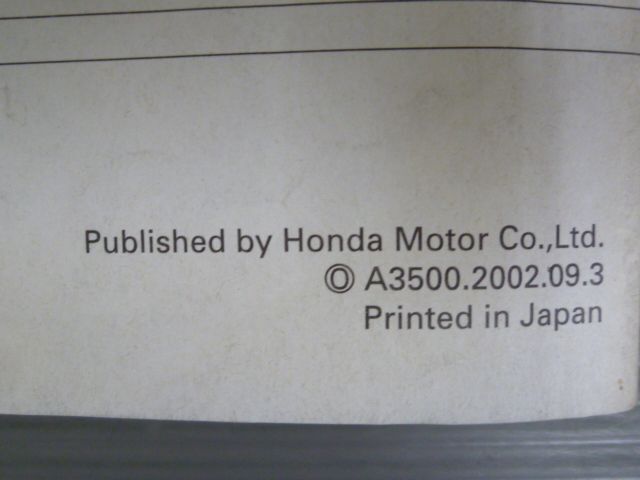 Published by Honda Motor Co.,Ltd.
Ⓞ A3500.2002.09.3
Printed in Japan